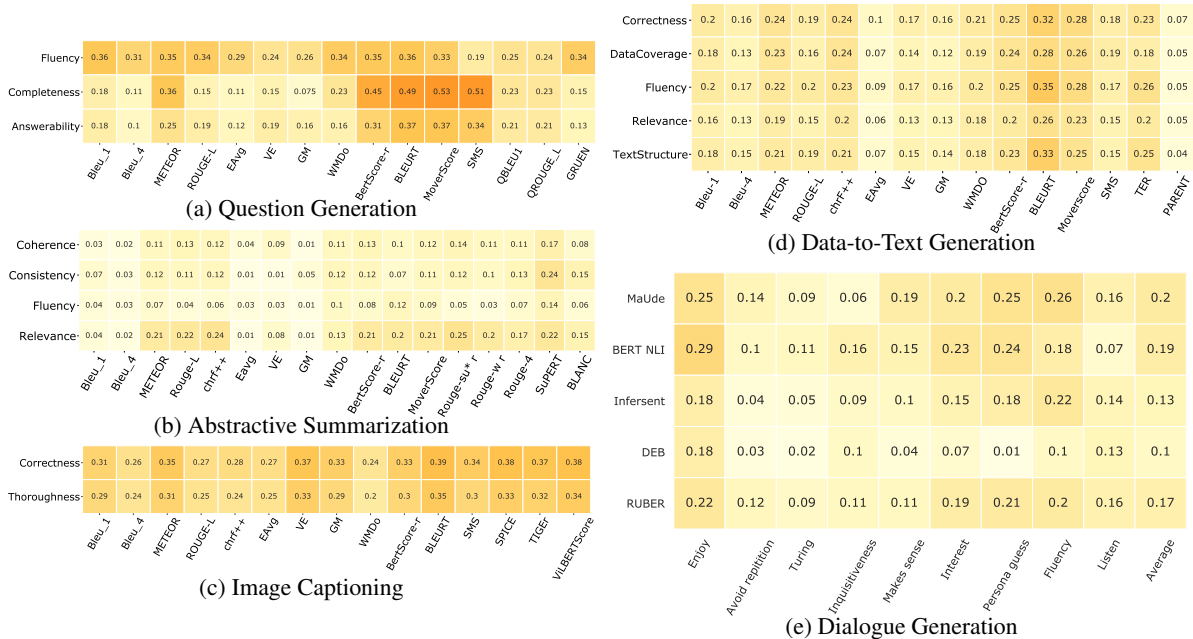 Fluency 0.36 0.31 0.35 0.34 0.29 0.24 0.26 0.34 0.35 0.36 0.33 0.19 0.25 0.24 0.34
Completeness 0.18 0.11 0.36 0.15 0.11 0.15 0.075 0.23 0.45 0.49 0.53 0.51 0.23 0.23 0.15
Answerability 0.18 0.1 0.25 0.19 0.12 0.13 0.16 0.16 0.31 0.37 0.37 0.34 0.21 0.21 0.13
Bleu_1 Bleu_4 METEOR ROUGE-L EAvg VE GM WMDo BertScore-r BLEURT MoverScore SMS QBLEU1 QROUGE_L GRUEN
(a) Question Generation
Coherence 0.03 0.02 0.11 0.13 0.12 0.04 0.09 0.01 0.11 0.13 0.1 0.12 0.14 0.11 0.11 0.17 0.08
Consistency 0.07 0.03 0.12 0.11 0.12 0.01 0.01 0.05 0.12 0.12 0.07 0.11 0.12 0.1 0.13 0.24 0.15
Fluency 0.04 0.03 0.07 0.04 0.06 0.03 0.03 0.01 0.1 0.08 0.12 0.09 0.05 0.03 0.07 0.14 0.06
Relevance 0.04 0.02 0.21 0.22 0.24 0.01 0.08 0.01 0.13 0.21 0.2 0.21 0.25 0.2 0.17 0.22 0.15
Bleu_1 Bleu_4 METEOR Rouge-L chrf++ Eavg VE GM WMDo BertScore-r BLEURT MoverScore Rouge-su* r Rouge-w r Rouge-4 SuPERT BLANC
(b) Abstractive Summarization
Correctness 0.31 0.26 0.35 0.27 0.28 0.27 0.37 0.33 0.24 0.33 0.39 0.34 0.38 0.37 0.38
Thoroughness 0.29 0.24 0.31 0.25 0.24 0.25 0.33 0.29 0.2 0.3 0.35 0.3 0.33 0.32 0.34
Bleu_1 Bleu_4 METEOR ROUGE-L chrf++ EAvg VE GM WMDo BertScore-r BLEURT SMS SPICE TIGEr VilBERTScore
(c) Image Captioning
Correctness 0.2 0.16 0.24 0.19 0.24 0.1 0.17 0.16 0.21 0.25 0.32 0.28 0.18 0.23 0.07
DataCoverage 0.18 0.13 0.23 0.16 0.24 0.07 0.14 0.12 0.19 0.24 0.28 0.26 0.19 0.18 0.05
Fluency 0.2 0.17 0.22 0.2 0.23 0.09 0.17 0.16 0.2 0.25 0.35 0.28 0.17 0.26 0.05
Relevance 0.16 0.13 0.19 0.15 0.2 0.06 0.13 0.13 0.18 0.2 0.26 0.23 0.15 0.2 0.05
TextStructure 0.18 0.15 0.21 0.19 0.21 0.07 0.15 0.14 0.18 0.23 0.33 0.25 0.15 0.25 0.04
Bleu-1 Bleu-4 METEOR ROUGE-L chrF++ EAvg VE GM WMDO BertScore-r BLEURT Moverscore SMS TER PARENT
(d) Data-to-Text Generation
MaUde 0.25 0.14 0.09 0.06 0.19 0.2 0.25 0.26 0.16 0.2
BERT NLI 0.29 0.1 0.11 0.16 0.15 0.23 0.24 0.18 0.07 0.19
Infersent 0.18 0.04 0.05 0.09 0.1 0.15 0.18 0.22 0.14 0.13
DEB 0.18 0.03 0.02 0.1 0.04 0.07 0.01 0.1 0.13 0.1
RUBER 0.22 0.12 0.09 0.11 0.11 0.19 0.21 0.2 0.16 0.17
Enjoy Avoid repitition Turing Inquisitiveness Makes sense Interest Persona guess Fluency Listen Average
(e) Dialogue Generation